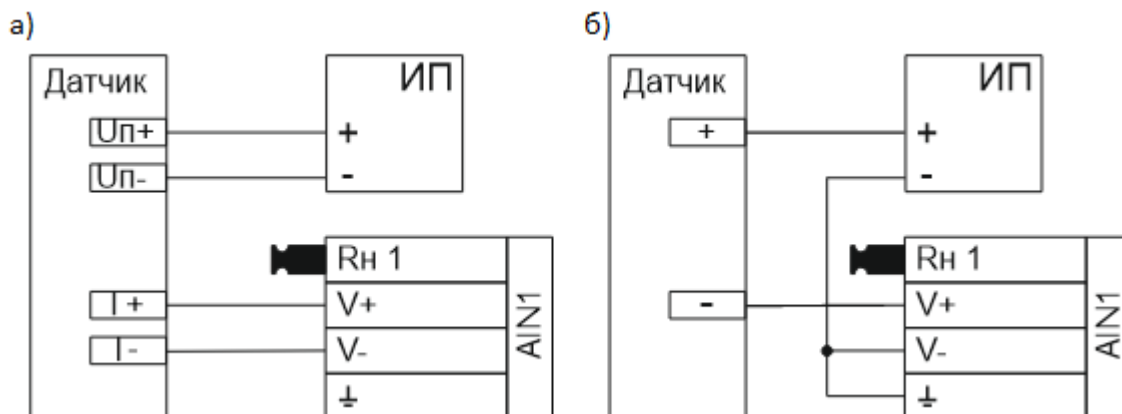 а)
Датчик
ИП
Uп+
+
Uп-
-
Rн 1
I+
V+
I-
V-
AIN1
б)
Датчик
ИП
+
+
-
Rн 1
-
V+
V-
AIN1